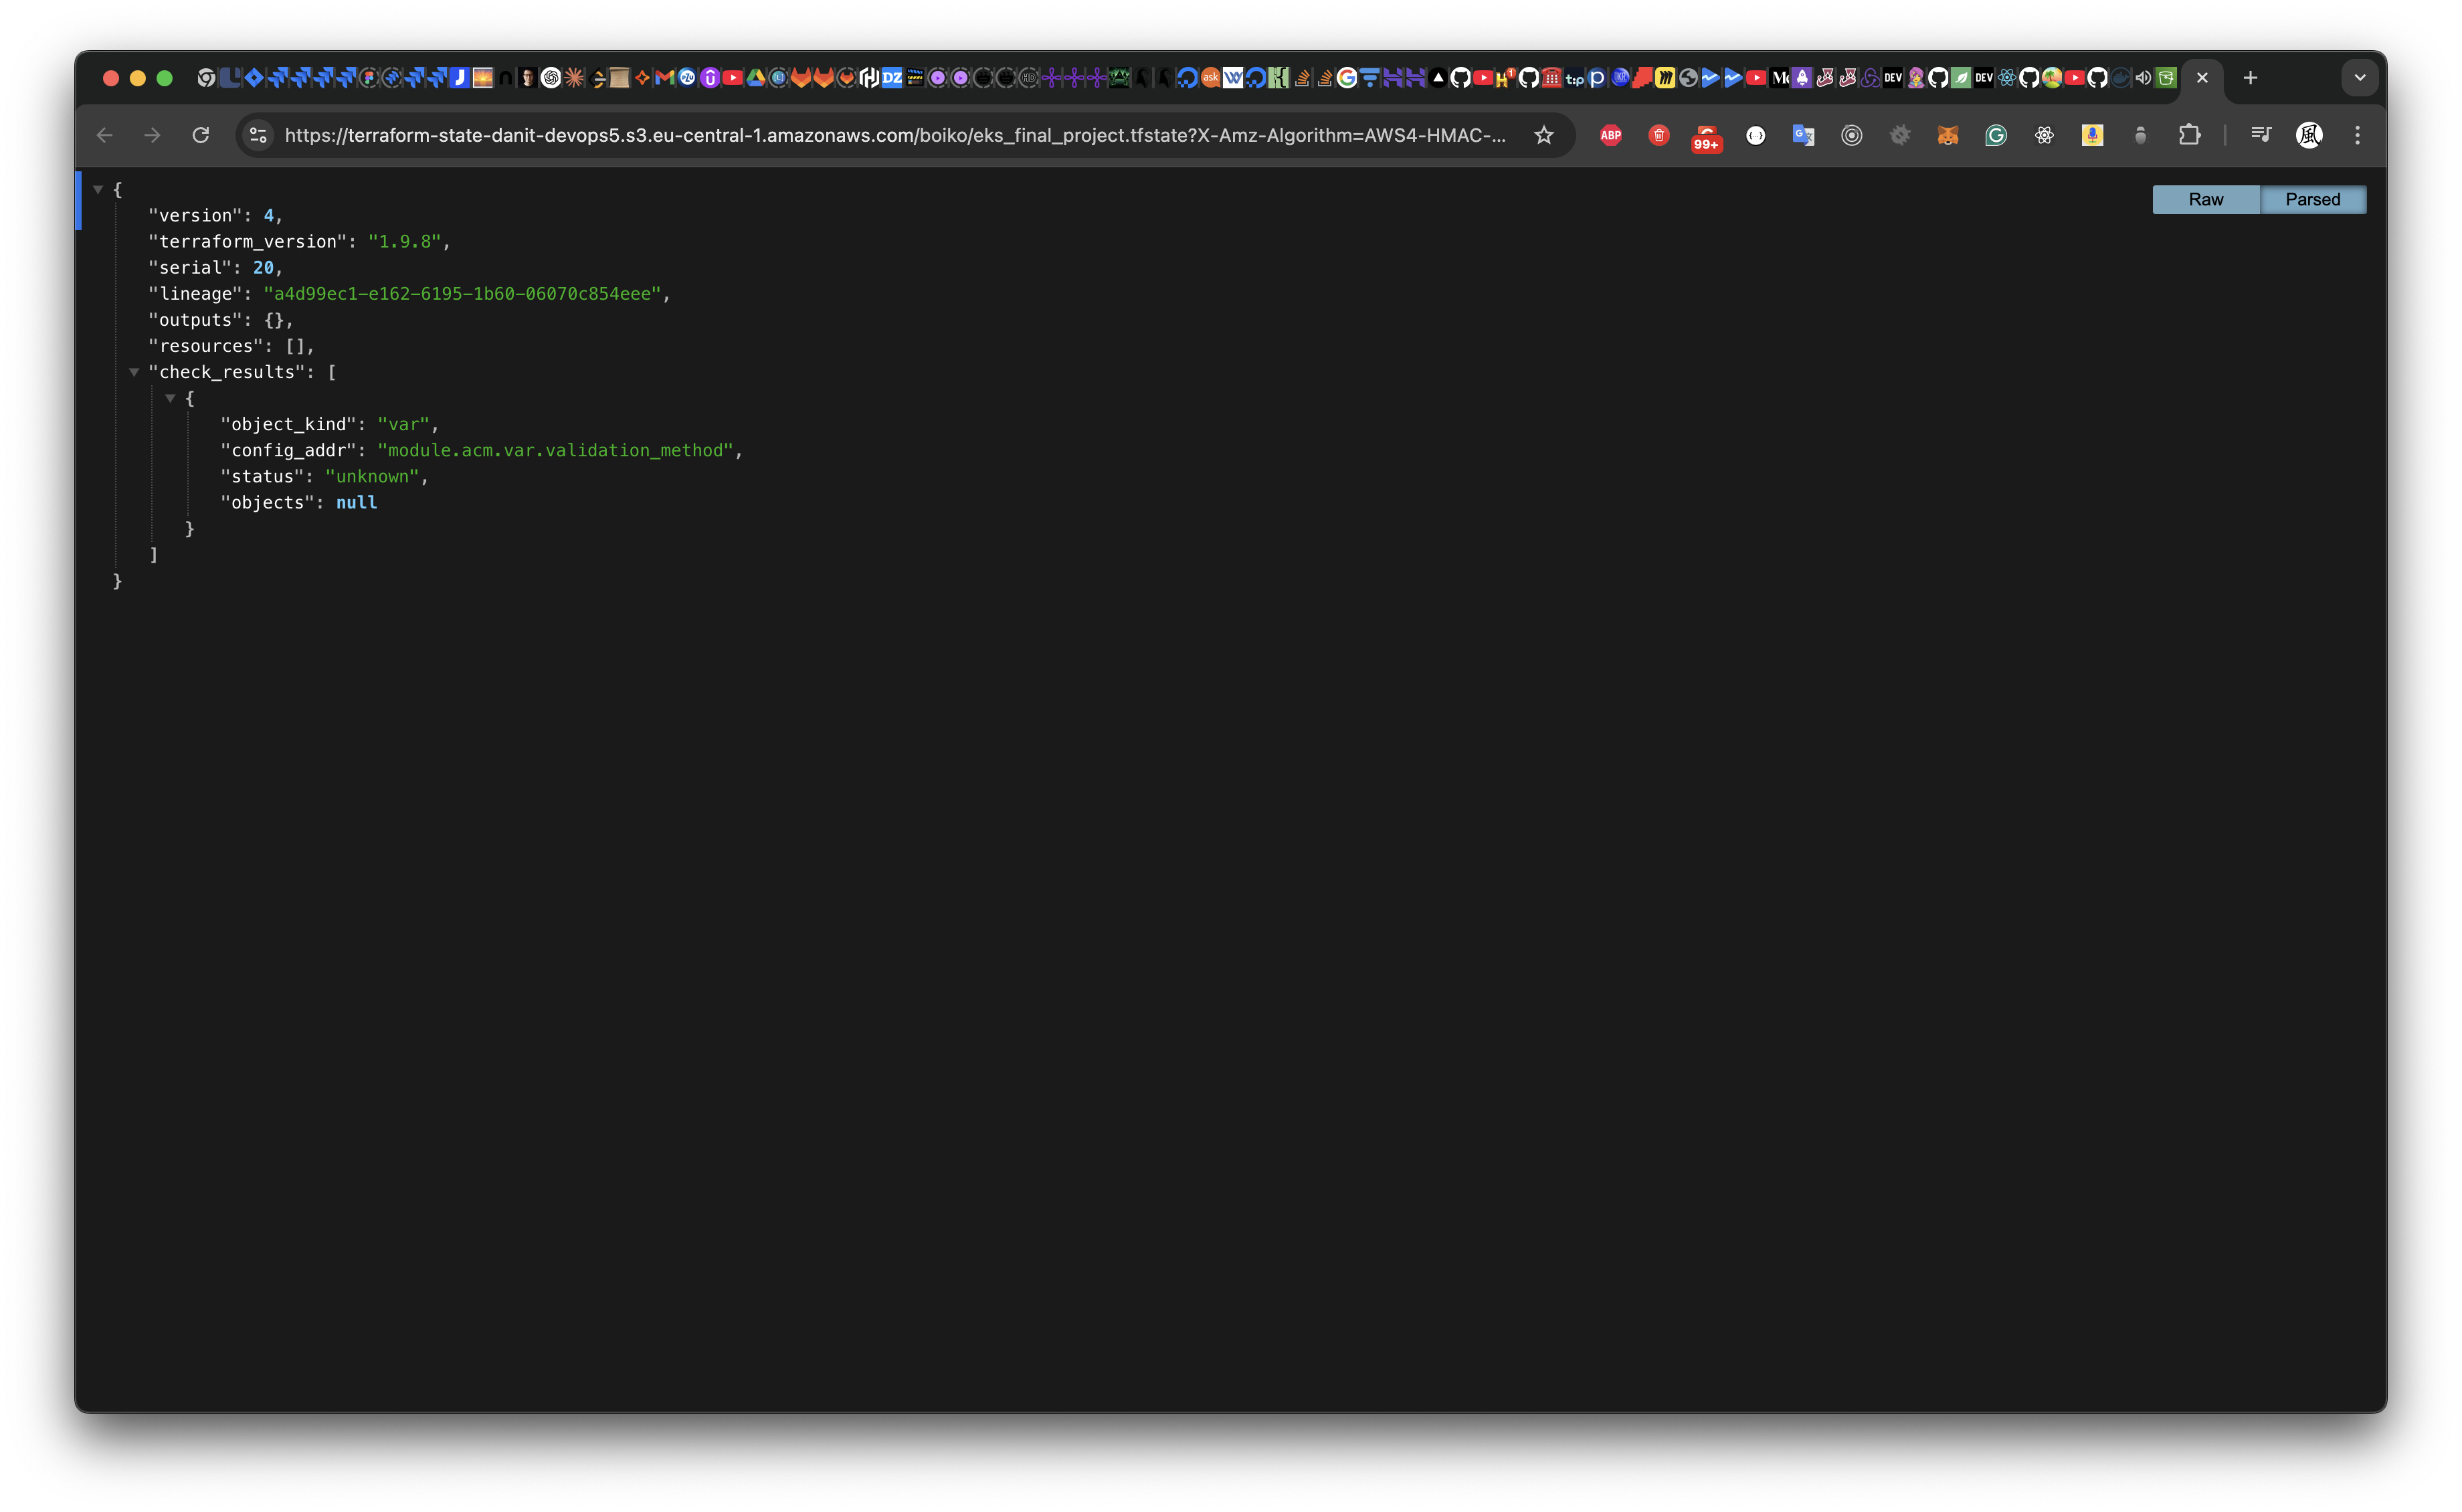 https://terraform-state-danit-devops5.s3.eu-central-1.amazonaws.com/boiko/eks_final_project.tfstate?X-Amz-Algorithm=AWS4-HMAC-...
ABP
99+
Raw
Parsed
{
"version": 4,
"terraform_version": "1.9.8",
"serial": 20,
"lineage": "a4d99ec1-e162-6195-1b60-06070c854eee",
"outputs": {},
"resources": [],
"check_results": [
{
"object_kind": "var",
"config_addr": "module.acm.var.validation_method",
"status": "unknown",
"objects": null
}
]
}